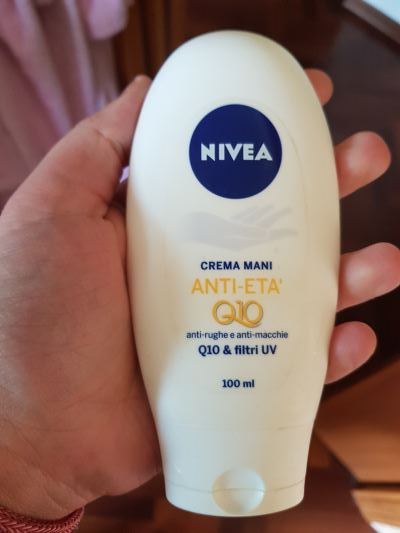 NIVEA
CREMA MANI
ANTI-ETA'
Q10
anti-rughe e anti-macchie
Q10 & filtri UV
100 ml